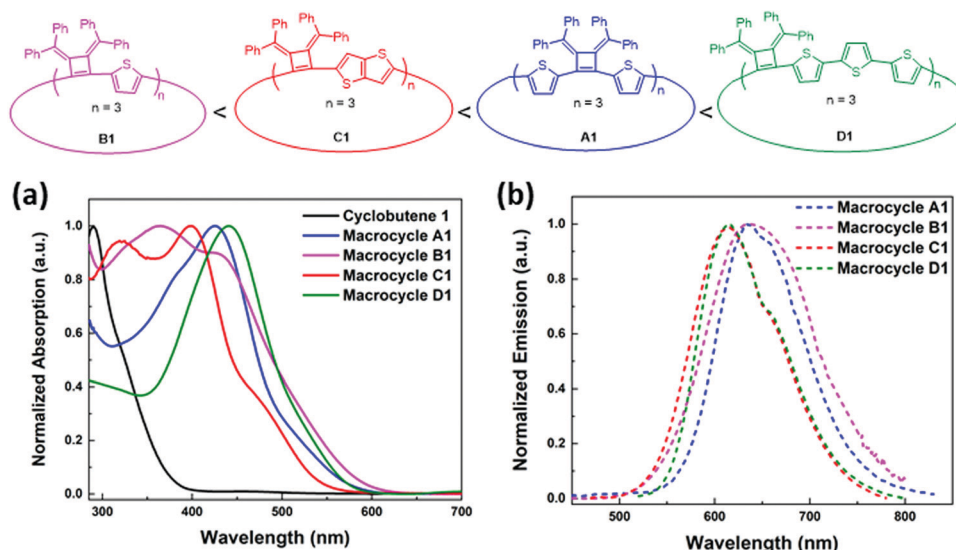 Ph Ph Ph Ph
S
n
n = 3
B1
<
Ph Ph Ph Ph
S
S
n
n = 3
C1
<
Ph Ph Ph Ph
S S
n
n = 3
A1
<
Ph Ph Ph Ph
S S S
n
n = 3
D1
(a)
Normalized Absorption (a.u.)
1.0
0.8
0.6
0.4
0.2
0.0
Cyclobutene 1
Macrocycle A1
Macrocycle B1
Macrocycle C1
Macrocycle D1
300 400 500 600 700
Wavelength (nm)
(b)
Normalized Emission (a.u.)
1.0
0.8
0.6
0.4
0.2
0.0
Macrocycle A1
Macrocycle B1
Macrocycle C1
Macrocycle D1
500 600 700 800
Wavelength (nm)